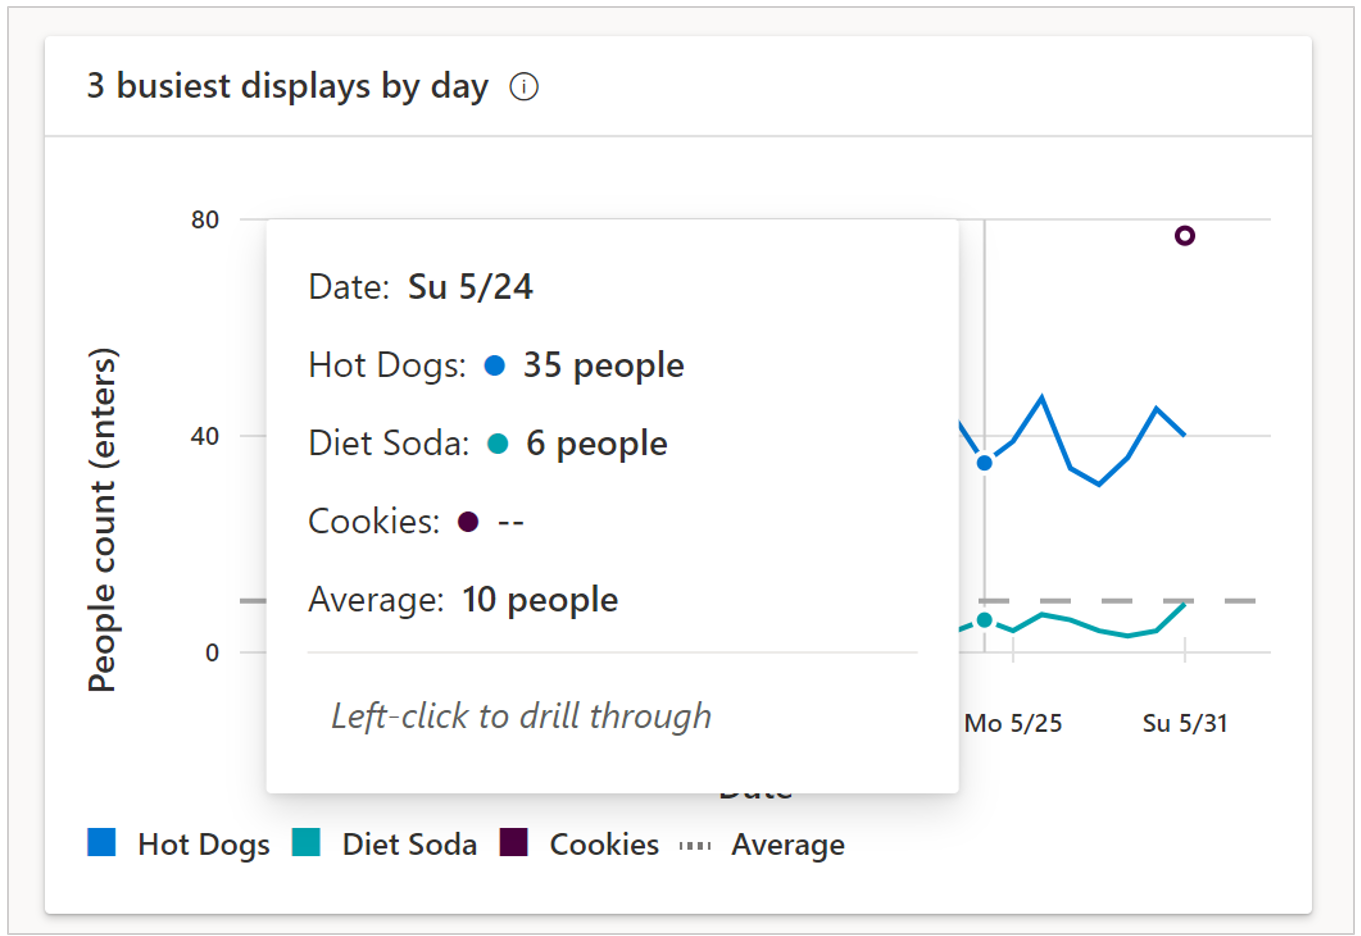 3 busiest displays by day
80
40
0
People count (enters)
Date: Su 5/24
Hot Dogs: 35 people
Diet Soda: 6 people
Cookies: --
Average: 10 people
Left-click to drill through
Mo 5/25 Su 5/31
Date
Hot Dogs Diet Soda Cookies Average